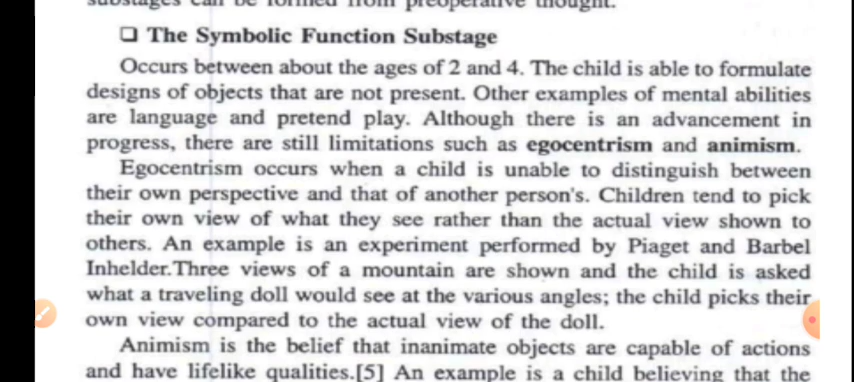 substages can be formed from preoperative thought.
❑ The Symbolic Function Substage
Occurs between about the ages of 2 and 4. The child is able to formulate
designs of objects that are not present. Other examples of mental abilities
are language and pretend play. Although there is an advancement in
progress, there are still limitations such as egocentrism and animism.
Egocentrism occurs when a child is unable to distinguish between
their own perspective and that of another person's. Children tend to pick
their own view of what they see rather than the actual view shown to
others. An example is an experiment performed by Piaget and Barbel
Inhelder.Three views of a mountain are shown and the child is asked
what a traveling doll would see at the various angles; the child picks their
own view compared to the actual view of the doll.
Animism is the belief that inanimate objects are capable of actions
and have lifelike qualities.[5] An example is a child believing that the